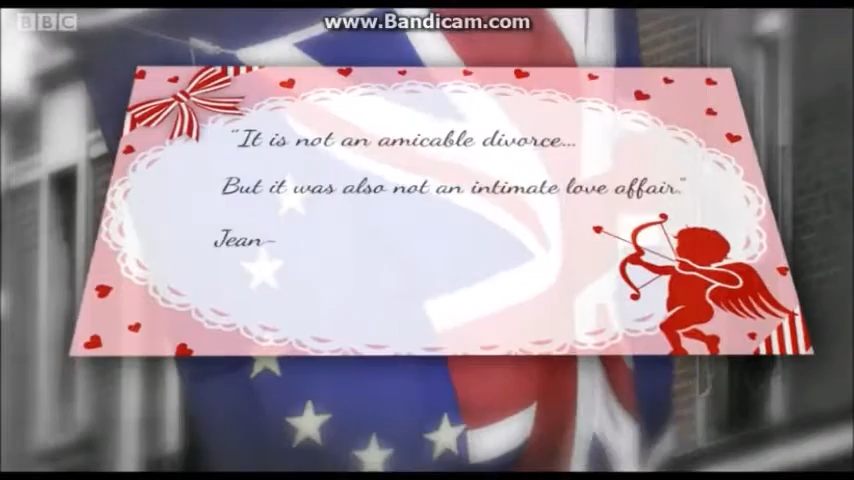 BBC
www.Bandicam.com
"It is not an amicable divorce...
But it was also not an intimate love affair."
Jean-